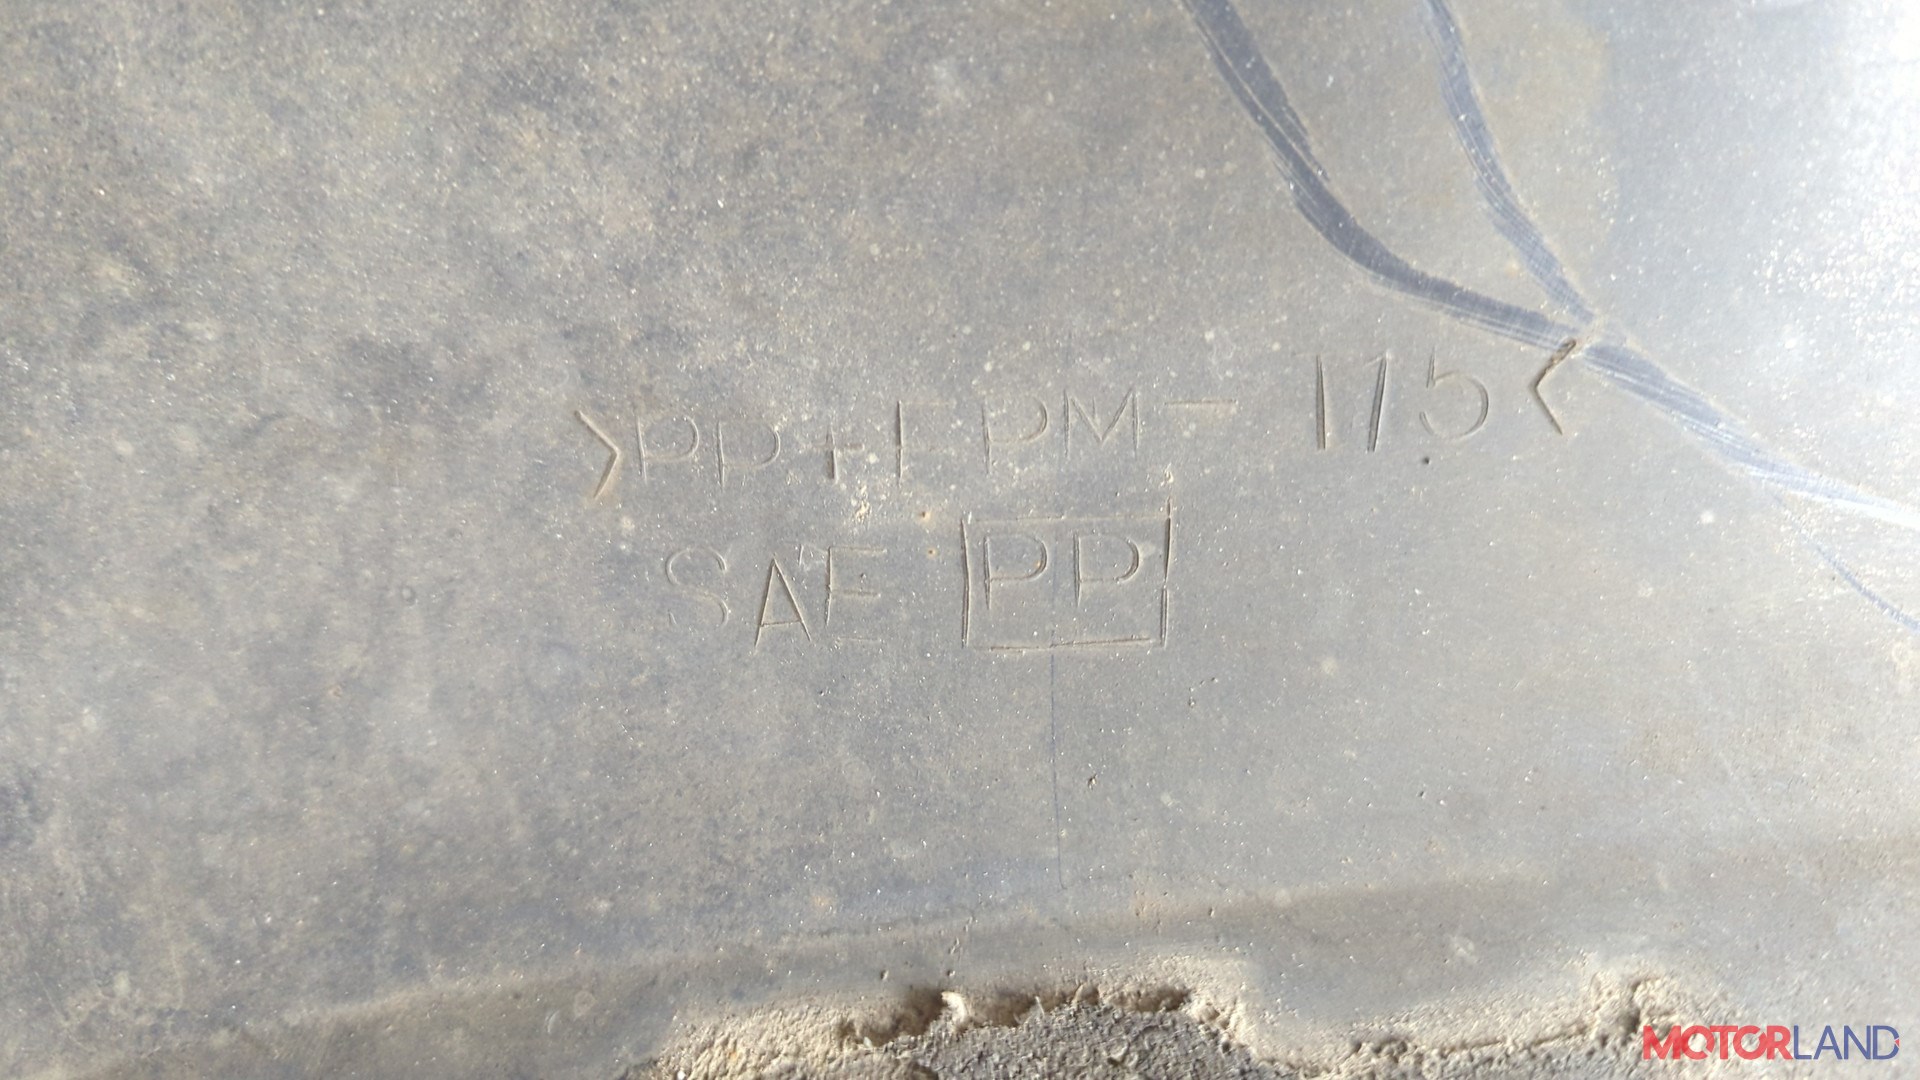 >PP+EPM-T15<
SAE PP
MOTORLAND